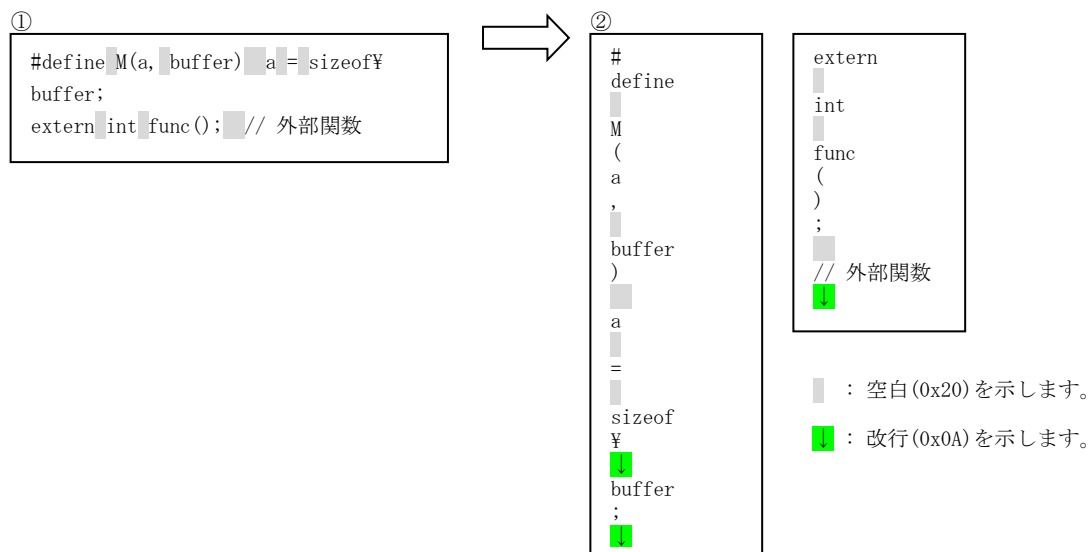 ①
#define M(a, buffer)  a = sizeof¥
buffer;
extern int func();  // 外部関数
②
#
define
M
(
a
,
buffer
)
a
=
sizeof
¥
↓
buffer
;
↓
extern
int
func
(
)
;
// 外部関数
↓
: 空白(0x20)を示します。
↓ : 改行(0x0A)を示します。